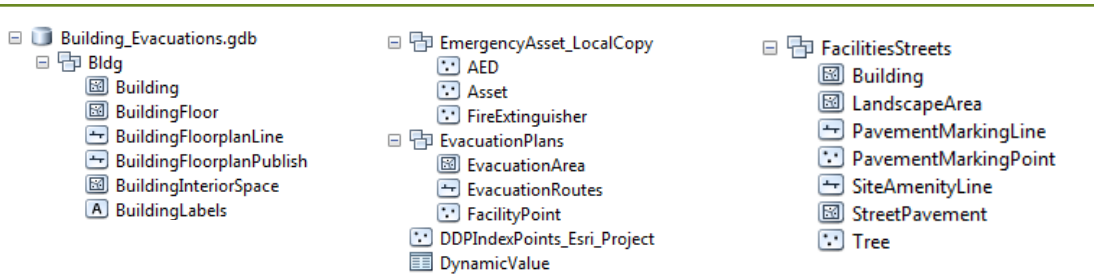 Building_Evacuations.gdb
Bldg
Building
BuildingFloor
BuildingFloorplanLine
BuildingFloorplanPublish
BuildingInteriorSpace
A BuildingLabels
EmergencyAsset_LocalCopy
AED
Asset
FireExtinguisher
EvacuationPlans
EvacuationArea
EvacuationRoutes
FacilityPoint
DDPIndexPoints_Esri_Project
DynamicValue
FacilitiesStreets
Building
LandscapeArea
PavementMarkingLine
PavementMarkingPoint
SiteAmenityLine
StreetPavement
Tree